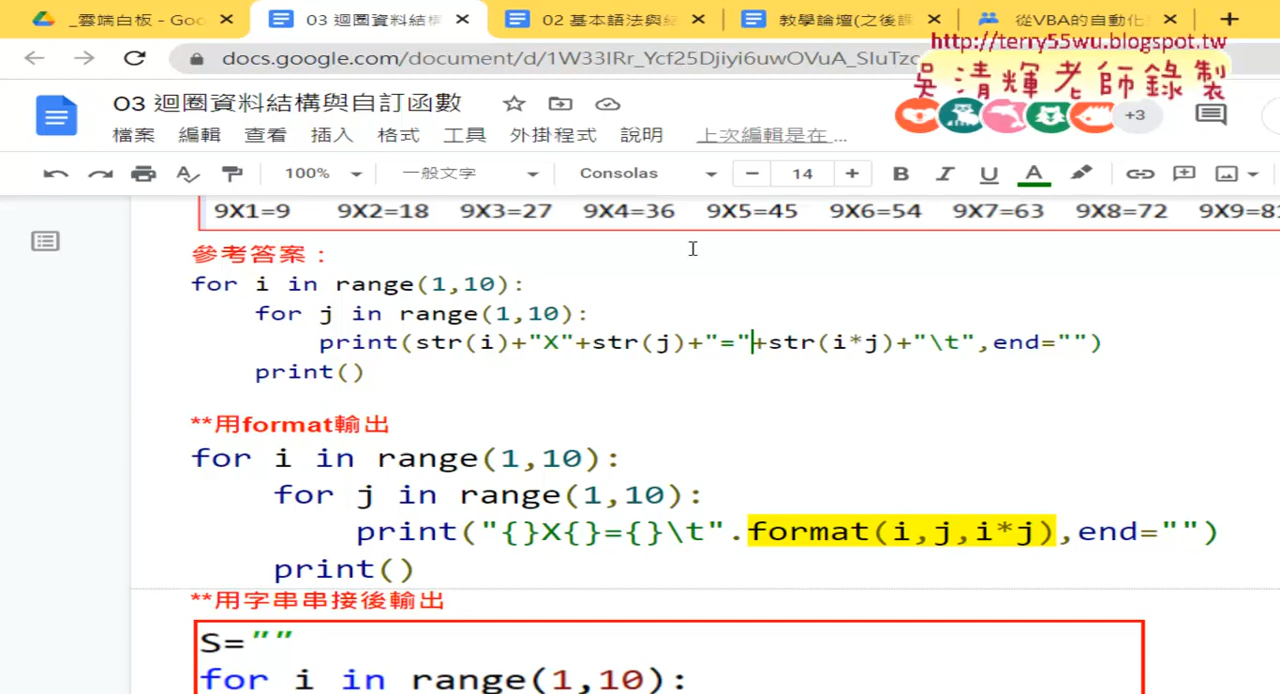 _雲端白板 - Goo
03 迴圈資料結構
02 基本語法與結
教學論壇(之後課
從VBA的自動化
docs.google.com/document/d/1W33IRr_Ycf25Djiyi6uwOVuA_SIuTzc
http://terry55wu.blogspot.tw
吳清輝老師錄製
03 迴圈資料結構與自訂函數
+3
檔案 編輯 查看 插入 格式 工具 外掛程式 說明 上次編輯是在 ...
100% 一般文字 Consolas 14 B I U A
9X1=9 9X2=18 9X3=27 9X4=36 9X5=45 9X6=54 9X7=63 9X8=72 9X9=81
參考答案：
for i in range(1,10):
for j in range(1,10):
print(str(i)+"X"+str(j)+"="+str(i*j)+"\t",end="")
print()
**用format輸出
for i in range(1,10):
for j in range(1,10):
print("{}X{}={}\t".format(i,j,i*j),end="")
print()
**用字串串接後輸出
S=""
for i in range(1,10):